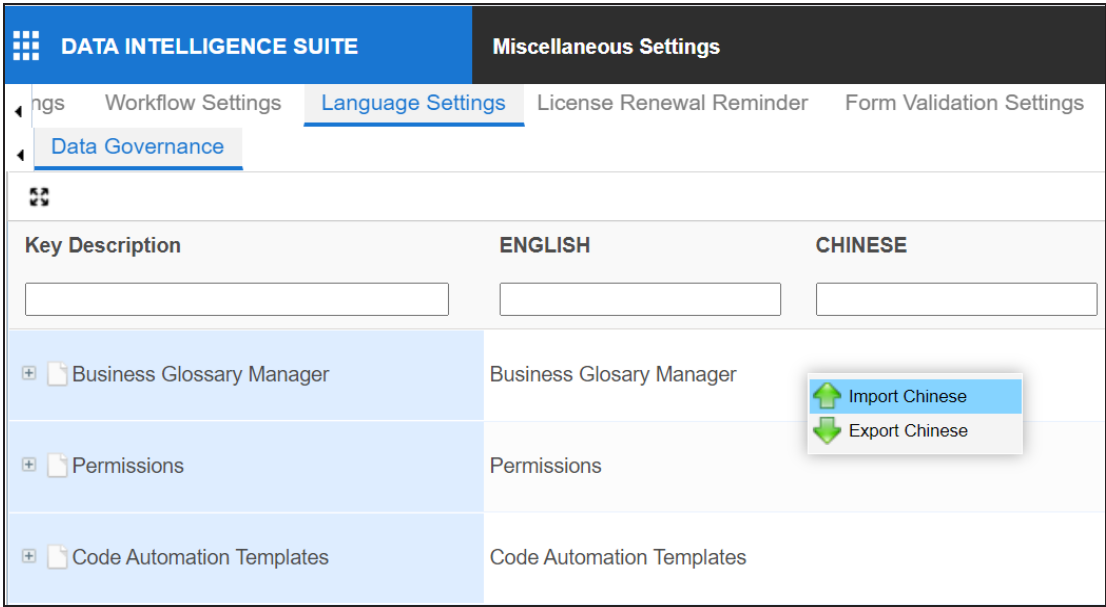 DATA INTELLIGENCE SUITE Miscellaneous Settings
ngs Workflow Settings Language Settings License Renewal Reminder Form Validation Settings
Data Governance
Key Description ENGLISH CHINESE
Business Glossary Manager Business Glosary Manager
Import Chinese
Export Chinese
Permissions Permissions
Code Automation Templates Code Automation Templates